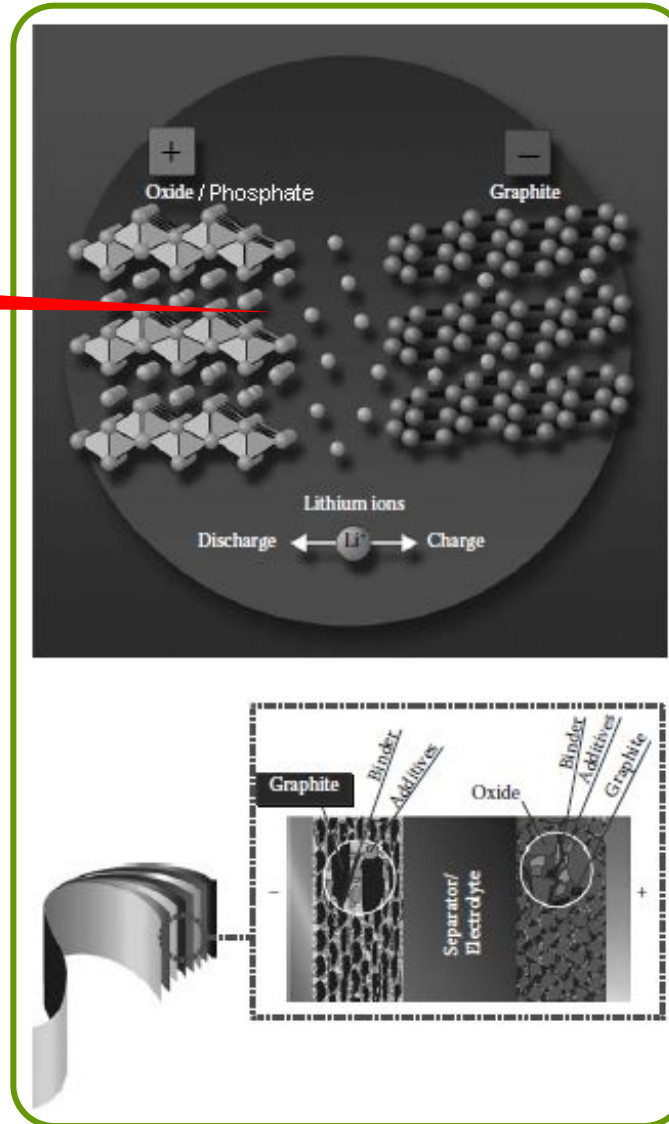 +
−
Oxide / Phosphate
Graphite
Lithium ions
Discharge Li+ Charge
Graphite
Binder
Additives
Oxide
Binder
Additives
Graphite
−
Separator/
Electrolyte
+